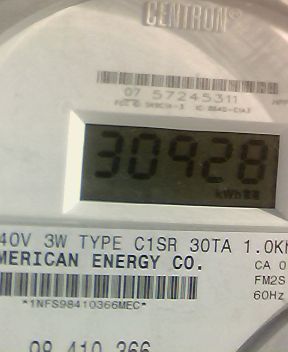 CENTRON®
07 57245311
30928
kWh
40V 3W TYPE C1SR 30TA 1.0Kh
MERICAN ENERGY CO.
CA 0
FM2S
60Hz
*1NFS98410366MEC*
98 410 366